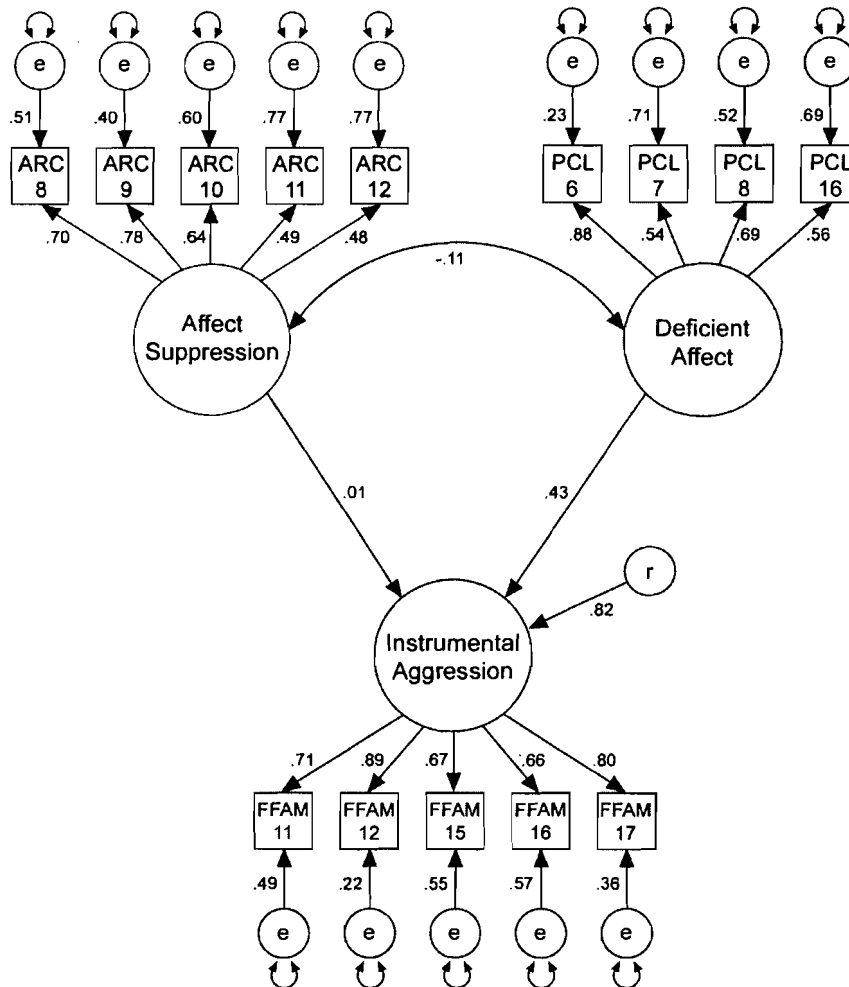 e e e e e e e e e
.51 .40 .60 .77 .77 .23 .71 .52 .69
ARC ARC ARC ARC ARC PCL PCL PCL PCL
8 9 10 11 12 6 7 8 16
.70 .78 .64 .49 .48 .88 .54 .69 .56
-.11
Affect
Suppression
Deficient
Affect
.01 .43
r
.82
Instrumental
Aggression
.71 .89 .67 .66 .80
FFAM FFAM FFAM FFAM FFAM
11 12 15 16 17
.49 .22 .55 .57 .36
e e e e e